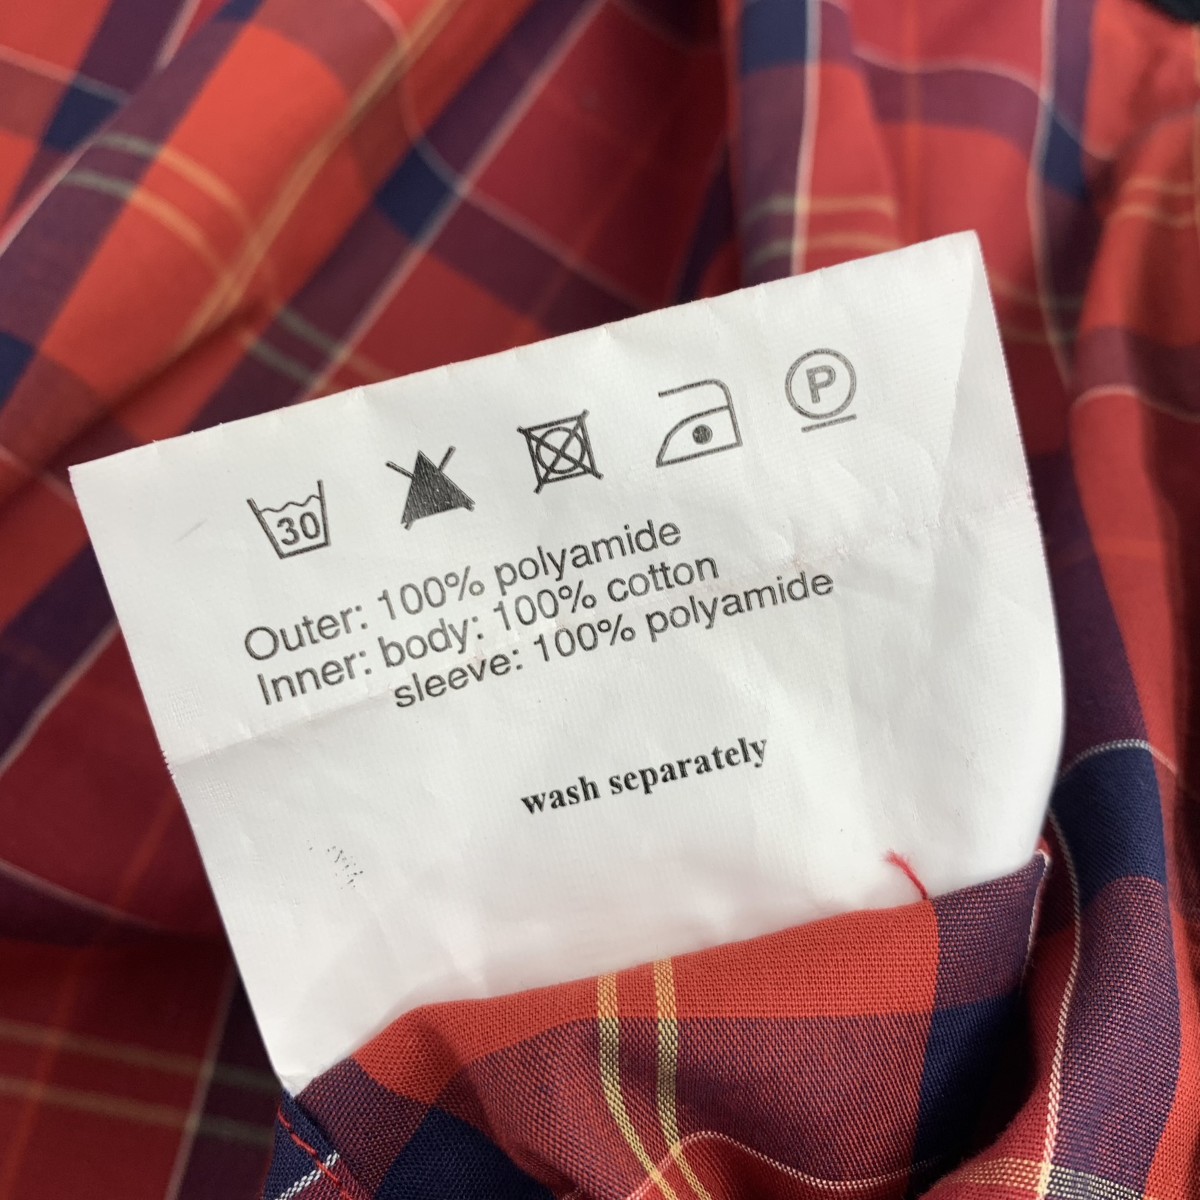 30 P
Outer: 100% polyamide
Inner: body: 100% cotton
sleeve: 100% polyamide
wash separately